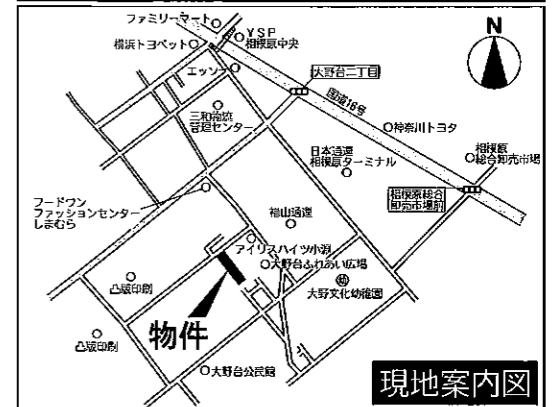 ファミリーマート
横浜トヨペット
YSP
相模原中央
N
エッソ
大野台二丁目
国道16号
三和物流
管理センター
神奈川トヨタ
日本通運
相模原ターミナル
相模原
総合卸売市場
相模原総合
卸売市場前
フードワン
ファッションセンター
しまむら
福山通運
アイリスハイツ小淵
大野台ふれあい広場
幼
大野文化幼稚園
凸版印刷
物件
凸版印刷
大野台公民館
現地案内図